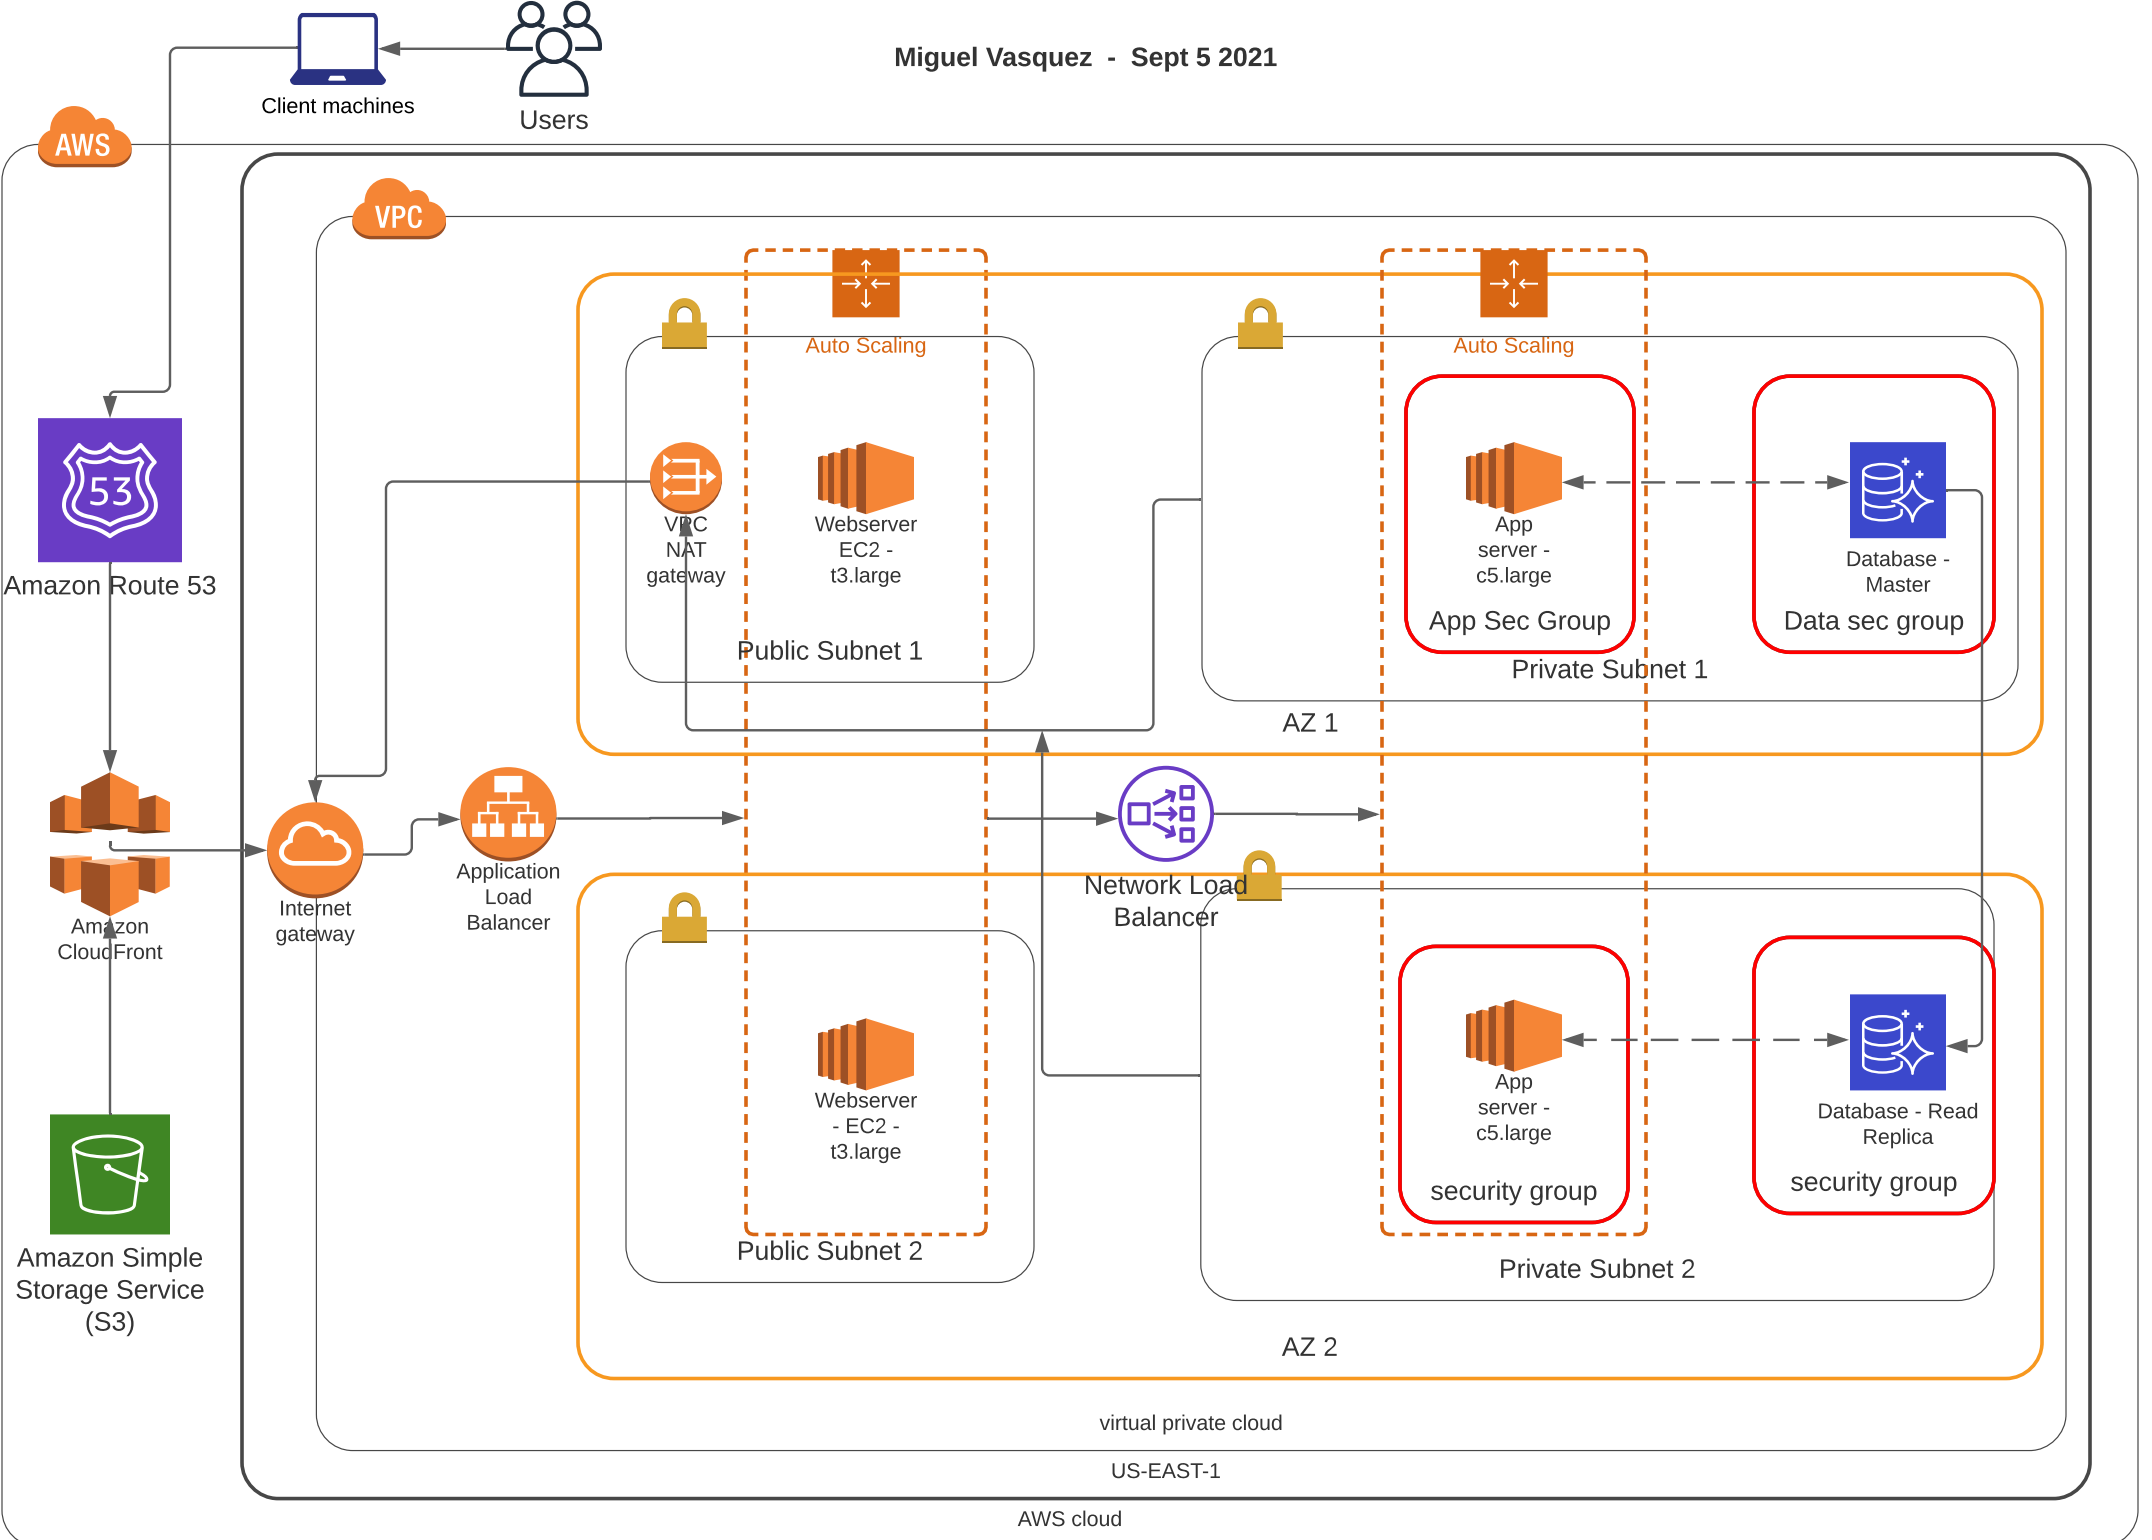 Miguel Vasquez  -  Sept 5 2021
Client machines
Users
AWS
VPC
Auto Scaling
Auto Scaling
53
Amazon Route 53
VPC
NAT
gateway
Webserver
EC2 -
t3.large
Public Subnet 1
App
server -
c5.large
App Sec Group
Database -
Master
Data sec group
Private Subnet 1
AZ 1
Amazon
CloudFront
Internet
gateway
Application
Load
Balancer
Network Load
Balancer
Webserver
- EC2 -
t3.large
Public Subnet 2
App
server -
c5.large
security group
Database - Read
Replica
security group
Private Subnet 2
Amazon Simple
Storage Service
(S3)
AZ 2
virtual private cloud
US-EAST-1
AWS cloud